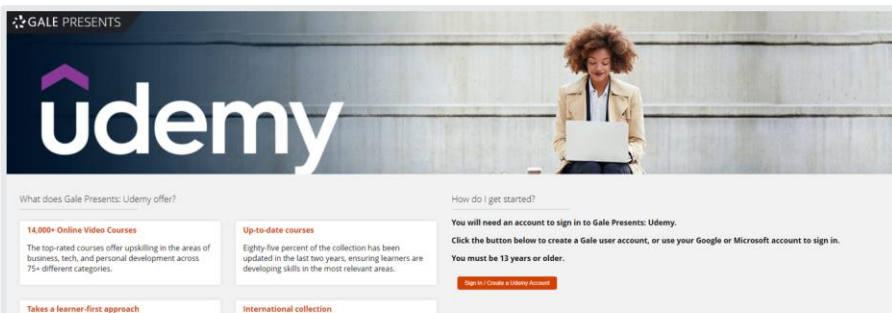 GALE PRESENTS
udemy
What does Gale Presents: Udemy offer?
14,000+ Online Video Courses
The top-rated courses offer upskilling in the areas of
business, tech, and personal development across
75+ different categories.
Up-to-date courses
Eighty-five percent of the collection has been
updated in the last two years, ensuring learners are
developing skills in the most relevant areas.
Takes a learner-first approach
International collection
How do I get started?
You will need an account to sign in to Gale Presents: Udemy.
Click the button below to create a Gale user account, or use your Google or Microsoft account to sign in.
You must be 13 years or older.
Sign In / Create a Udemy Account